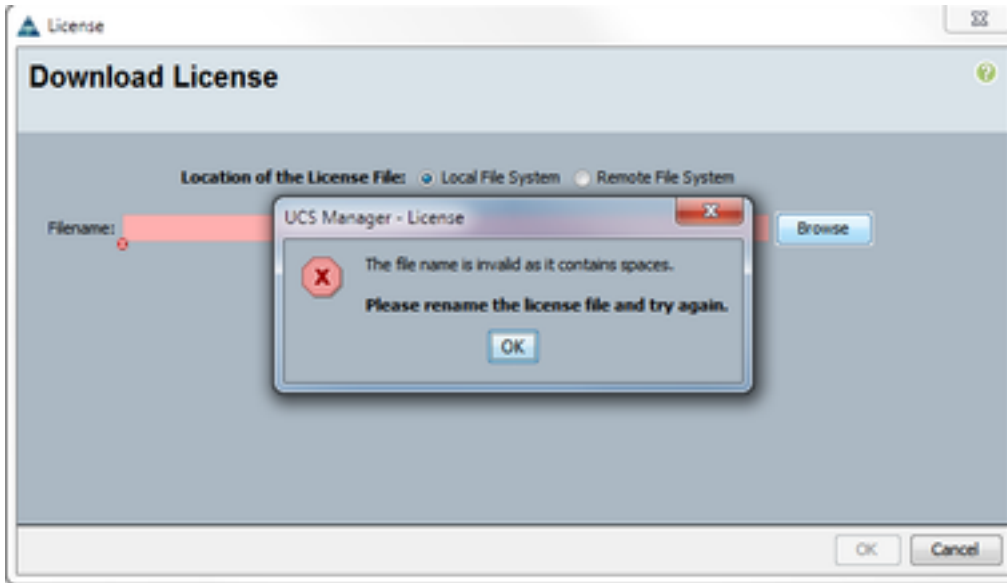 License
Download License
Location of the License File: Local File System Remote File System
Filename: Browse
UCS Manager - License
The file name is invalid as it contains spaces.
Please rename the license file and try again.
OK
OK Cancel